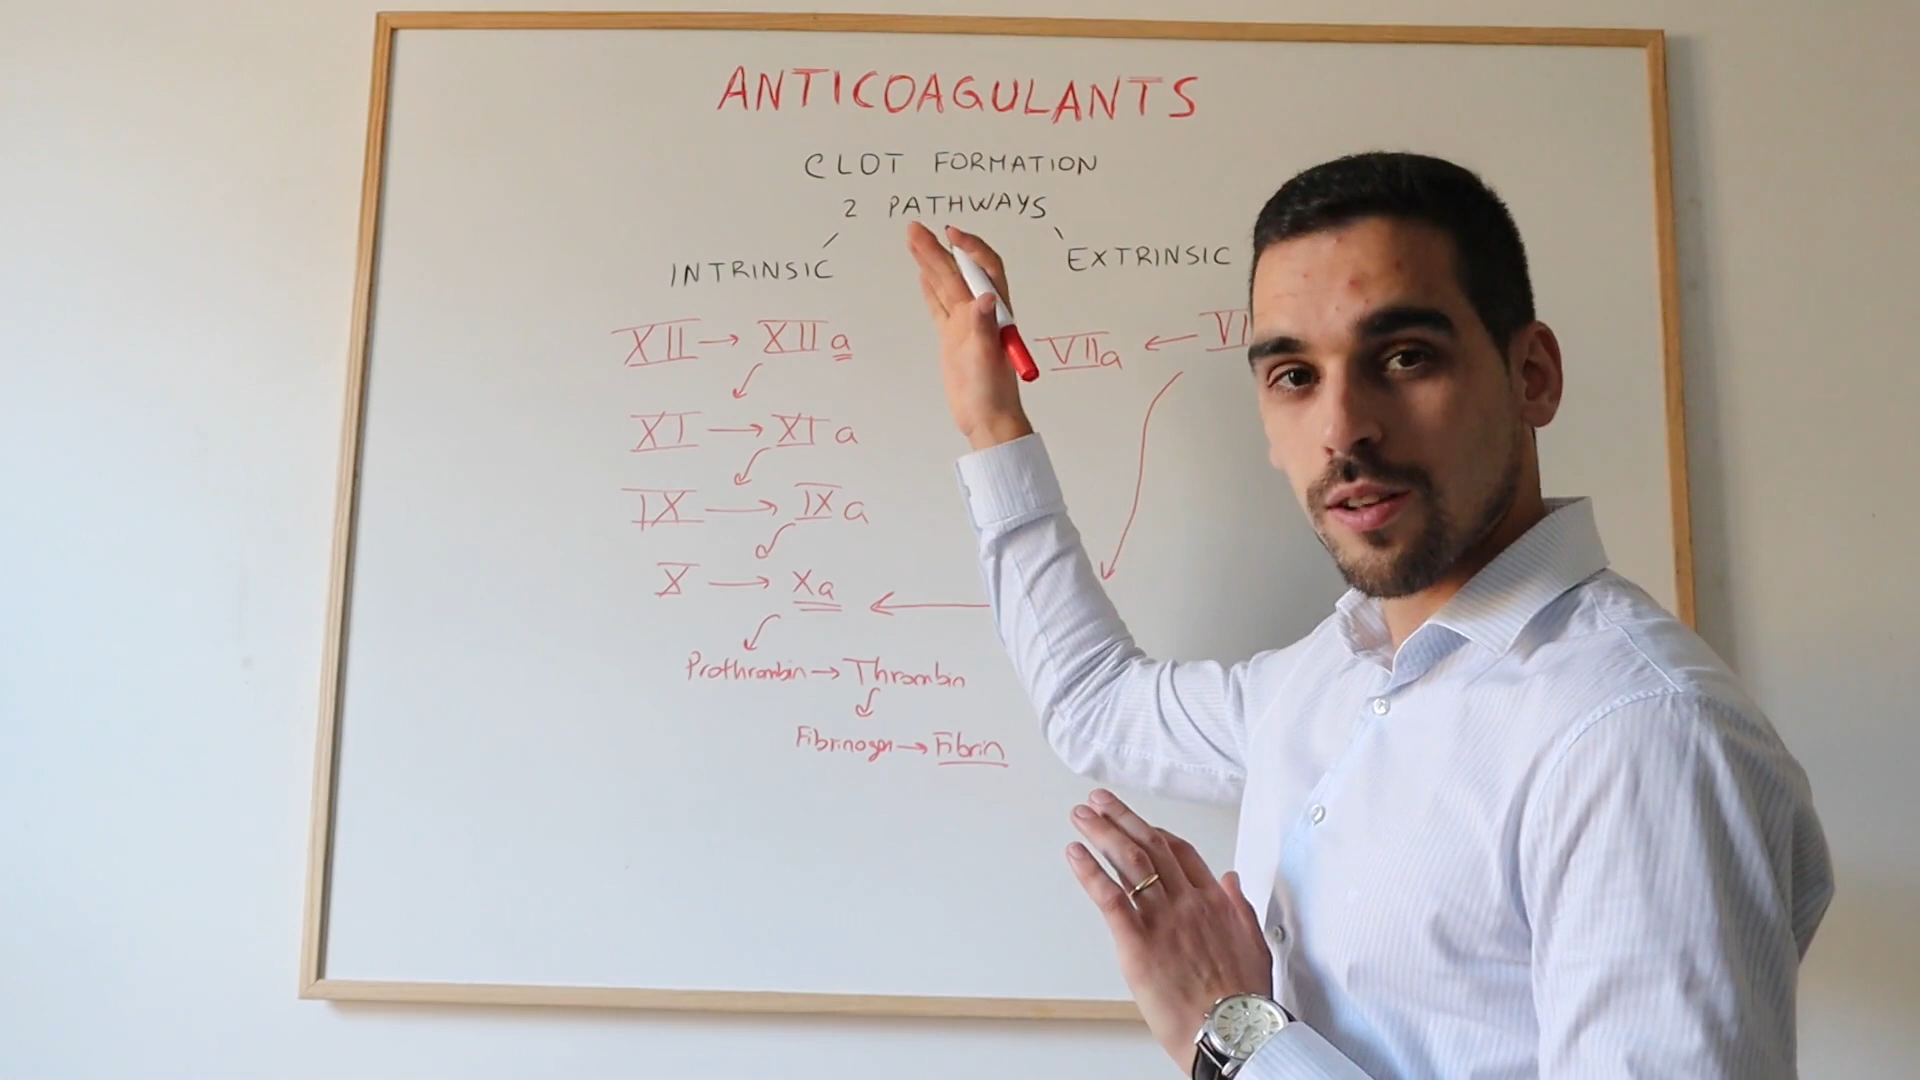 ANTICOAGULANTS
CLOT FORMATION
2 PATHWAYS
INTRINSIC EXTRINSIC
XII → XIIa VIIa ←
XI → XIa
IX → IXa
X → Xa ←
Prothrombin → Thrombin
Fibrinogen → Fibrin